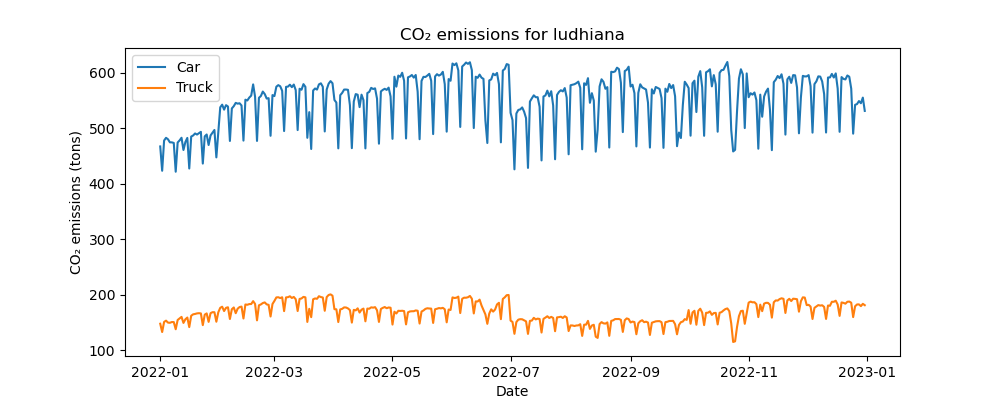 CO₂ emissions for ludhiana
Car
Truck
CO₂ emissions (tons)
600
500
400
300
200
100
2022-01 2022-03 2022-05 2022-07 2022-09 2022-11 2023-01
Date